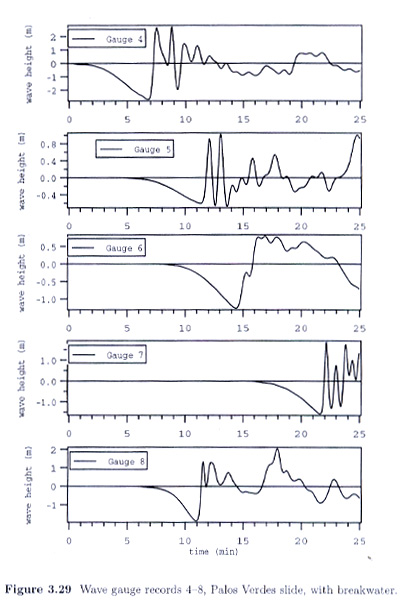 wave height (m)
2
1
0
-1
-2
Gauge 4
0 5 10 15 20 25
wave height (m)
0.8
0.4
0.0
-0.4
Gauge 5
0 5 10 15 20 25
wave height (m)
0.5
0.0
-0.5
-1.0
Gauge 6
0 5 10 15 20 25
wave height (m)
1.0
0.0
-1.0
Gauge 7
0 5 10 15 20 25
wave height (m)
2
1
0
-1
Gauge 8
0 5 10 15 20 25
time (min)
Figure 3.29 Wave gauge records 4–8, Palos Verdes slide, with breakwater.